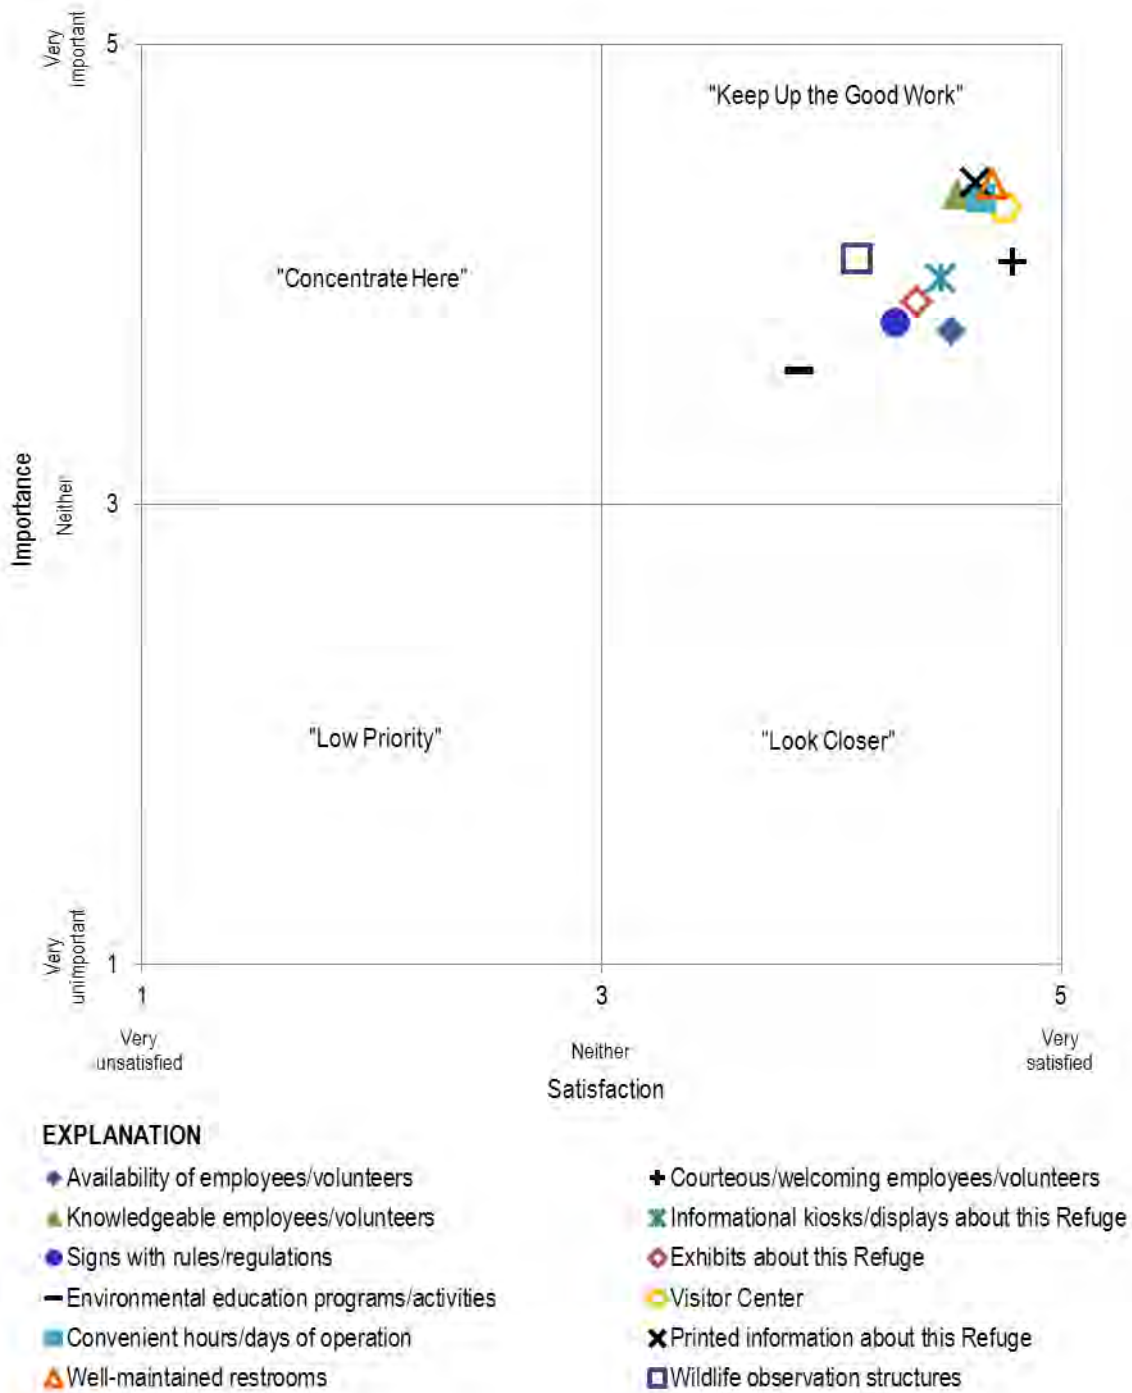 Very
important
5
"Keep Up the Good Work"
"Concentrate Here"
Importance
Neither
3
"Low Priority"
"Look Closer"
Very
unimportant
1
1
3
5
Very
unsatisfied
Neither
Very
satisfied
Satisfaction
EXPLANATION
Availability of employees/volunteers
Knowledgeable employees/volunteers
Signs with rules/regulations
Environmental education programs/activities
Convenient hours/days of operation
Well-maintained restrooms
Courteous/welcoming employees/volunteers
Informational kiosks/displays about this Refuge
Exhibits about this Refuge
Visitor Center
Printed information about this Refuge
Wildlife observation structures